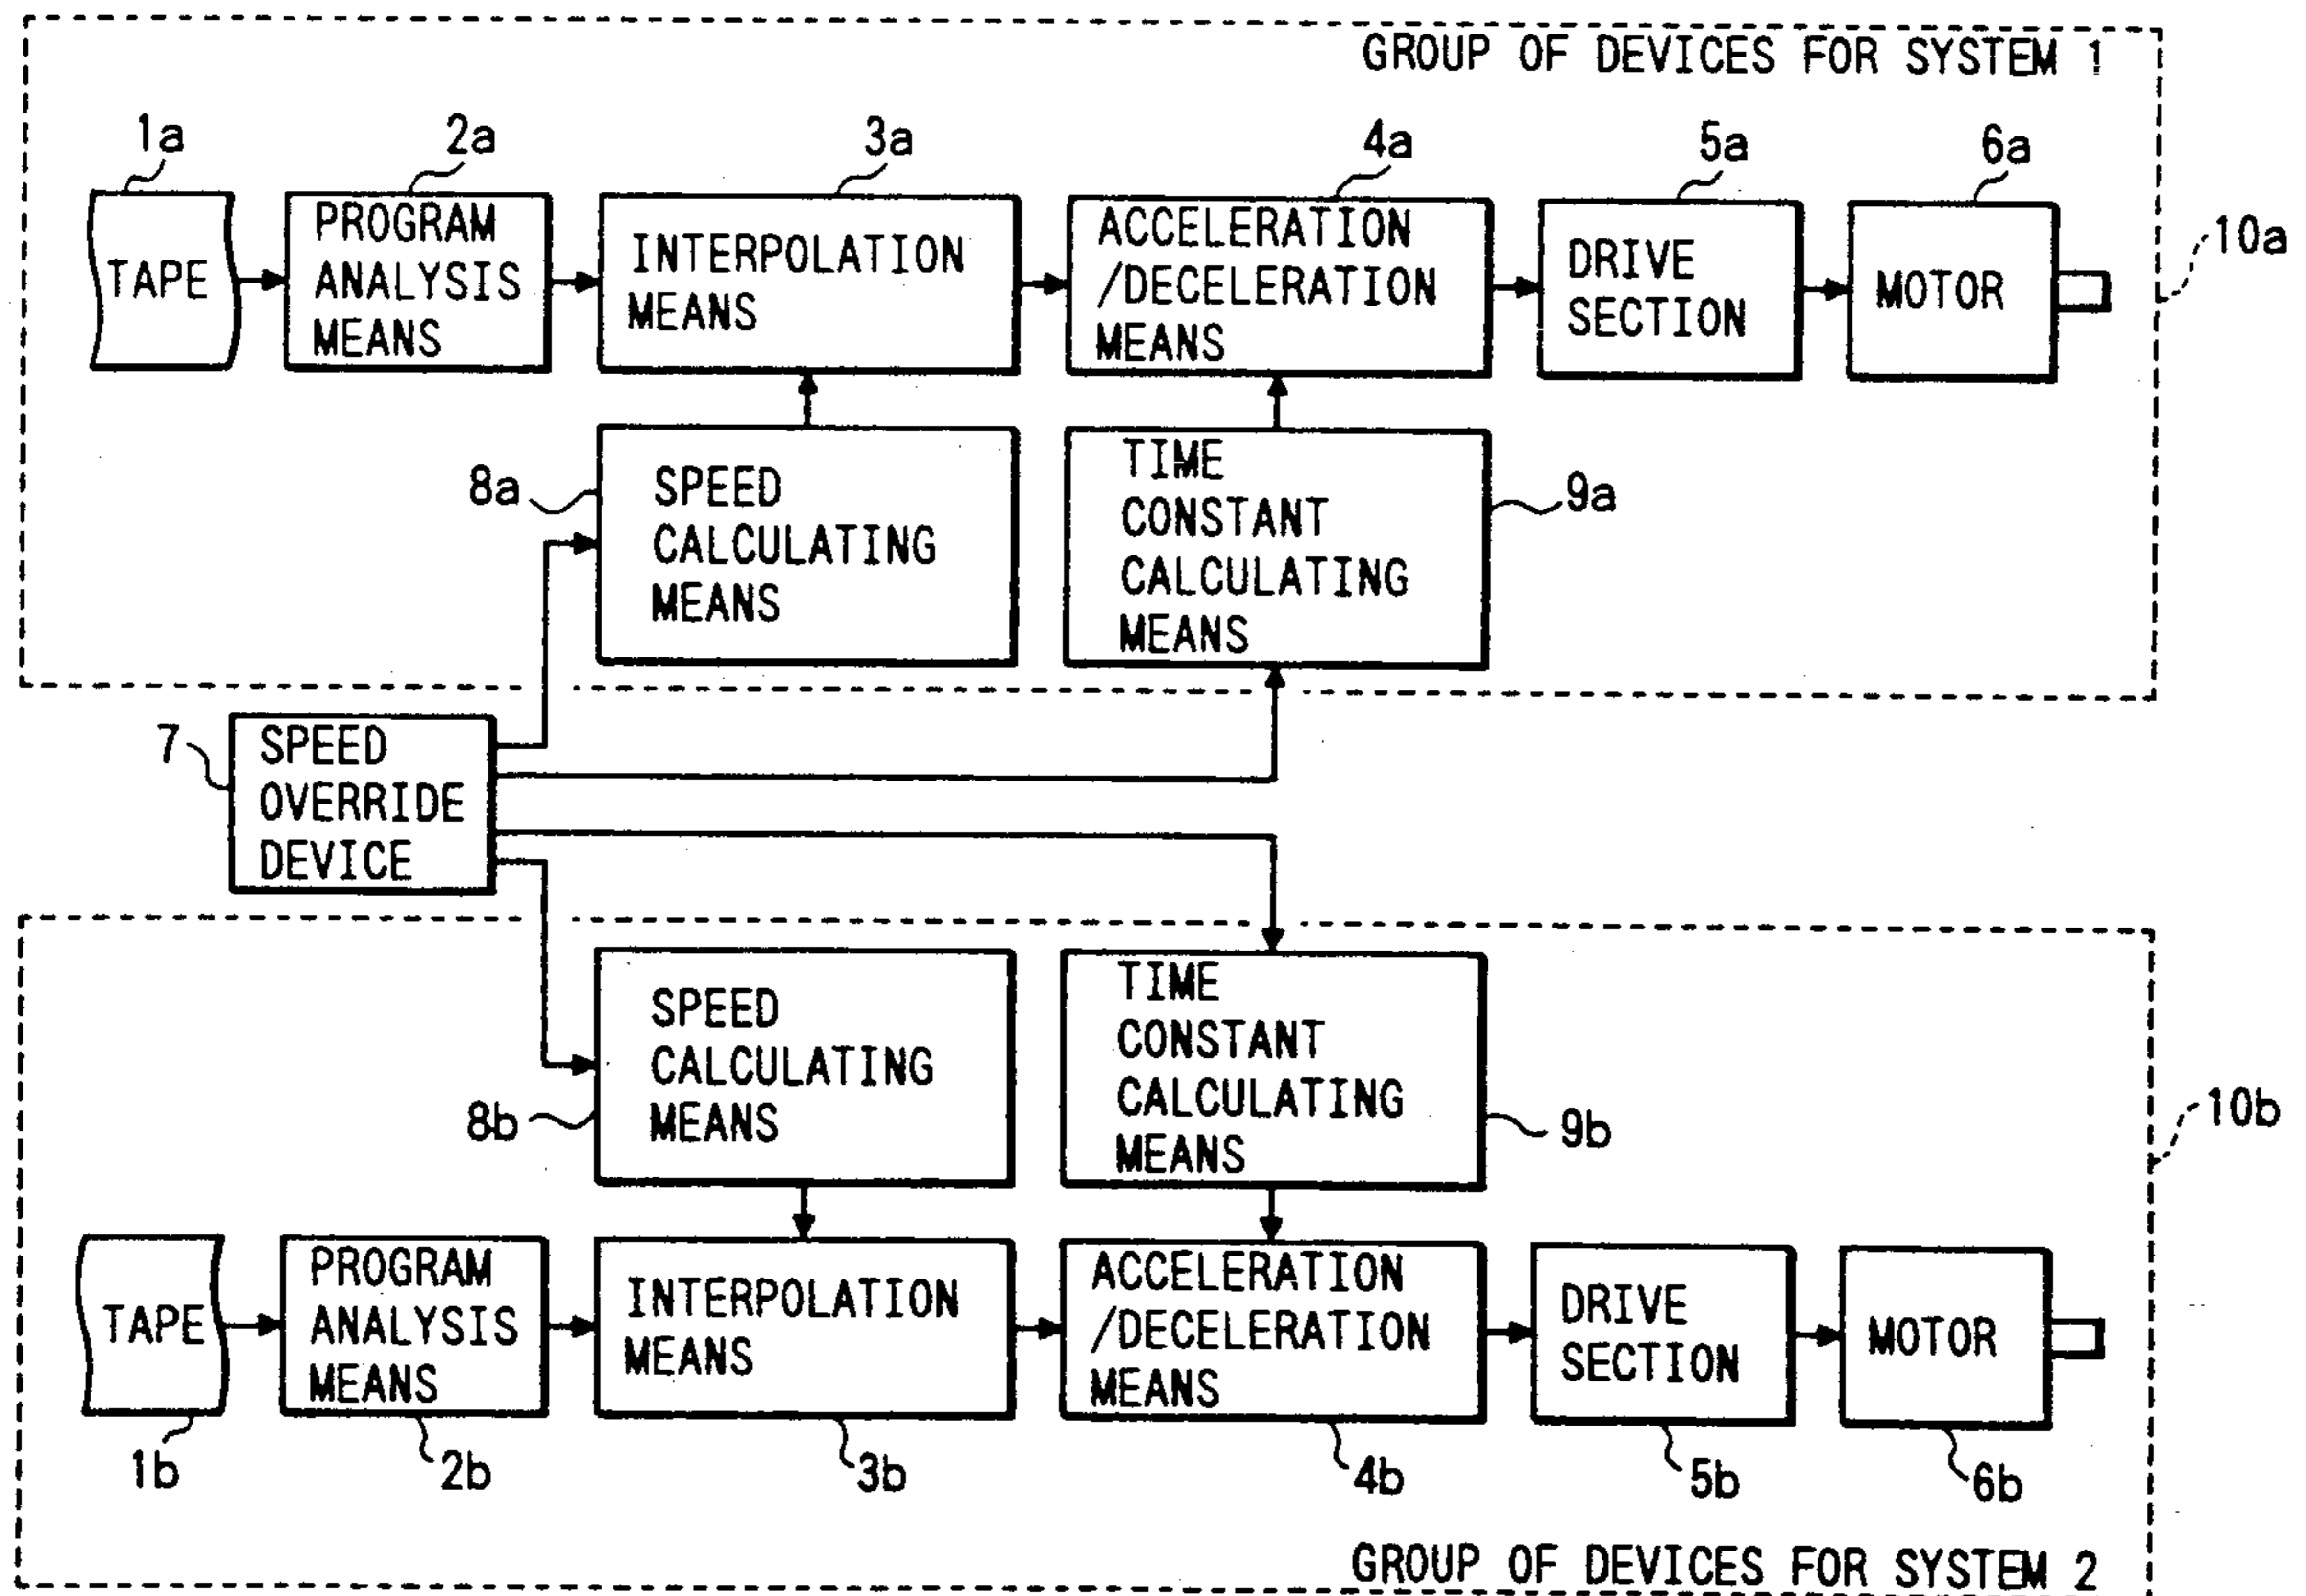 GROUP OF DEVICES FOR SYSTEM 1
1a
2a
3a
4a
5a
6a
10a
TAPE
PROGRAM
ANALYSIS
MEANS
INTERPOLATION
MEANS
ACCELERATION
/DECELERATION
MEANS
DRIVE
SECTION
MOTOR
8a
SPEED
CALCULATING
MEANS
TIME
CONSTANT
CALCULATING
MEANS
9a
7
SPEED
OVERRIDE
DEVICE
8b
SPEED
CALCULATING
MEANS
TIME
CONSTANT
CALCULATING
MEANS
9b
10b
TAPE
PROGRAM
ANALYSIS
MEANS
INTERPOLATION
MEANS
ACCELERATION
/DECELERATION
MEANS
DRIVE
SECTION
MOTOR
1b
2b
3b
4b
5b
6b
GROUP OF DEVICES FOR SYSTEM 2